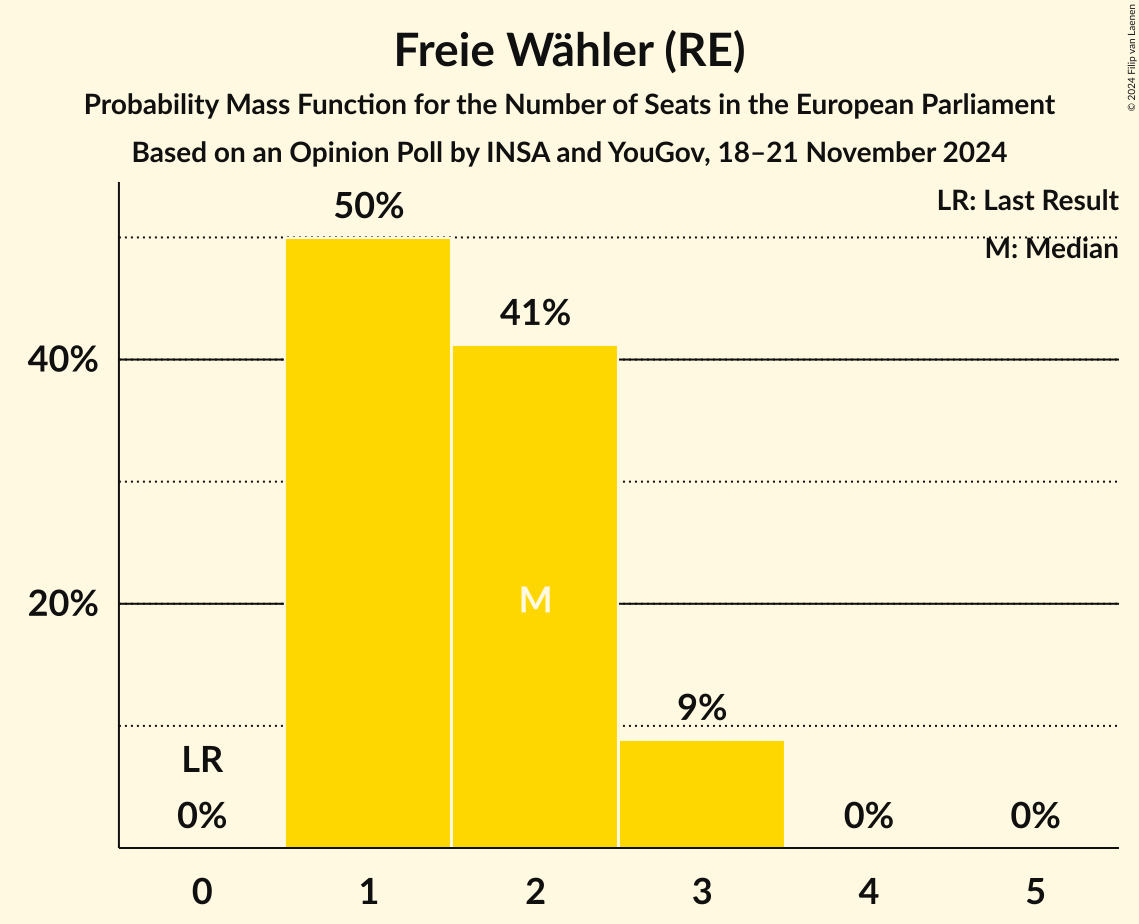 Freie Wähler (RE)
Probability Mass Function for the Number of Seats in the European Parliament
Based on an Opinion Poll by INSA and YouGov, 18–21 November 2024
© 2024 Filip van Laenen
LR: Last Result
M: Median
50%
41%
40%
20%
M
9%
LR
0%
0%
0%
0
1
2
3
4
5